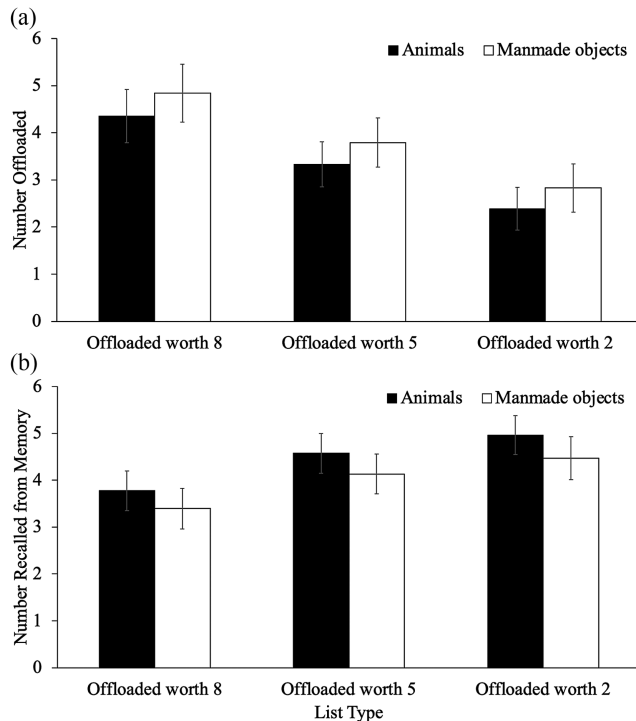 (a)
6
5
4
3
2
1
0
Number Offloaded
Animals Manmade objects
Offloaded worth 8 Offloaded worth 5 Offloaded worth 2
(b)
6
5
4
3
2
1
0
Number Recalled from Memory
Animals Manmade objects
Offloaded worth 8 Offloaded worth 5 Offloaded worth 2
List Type